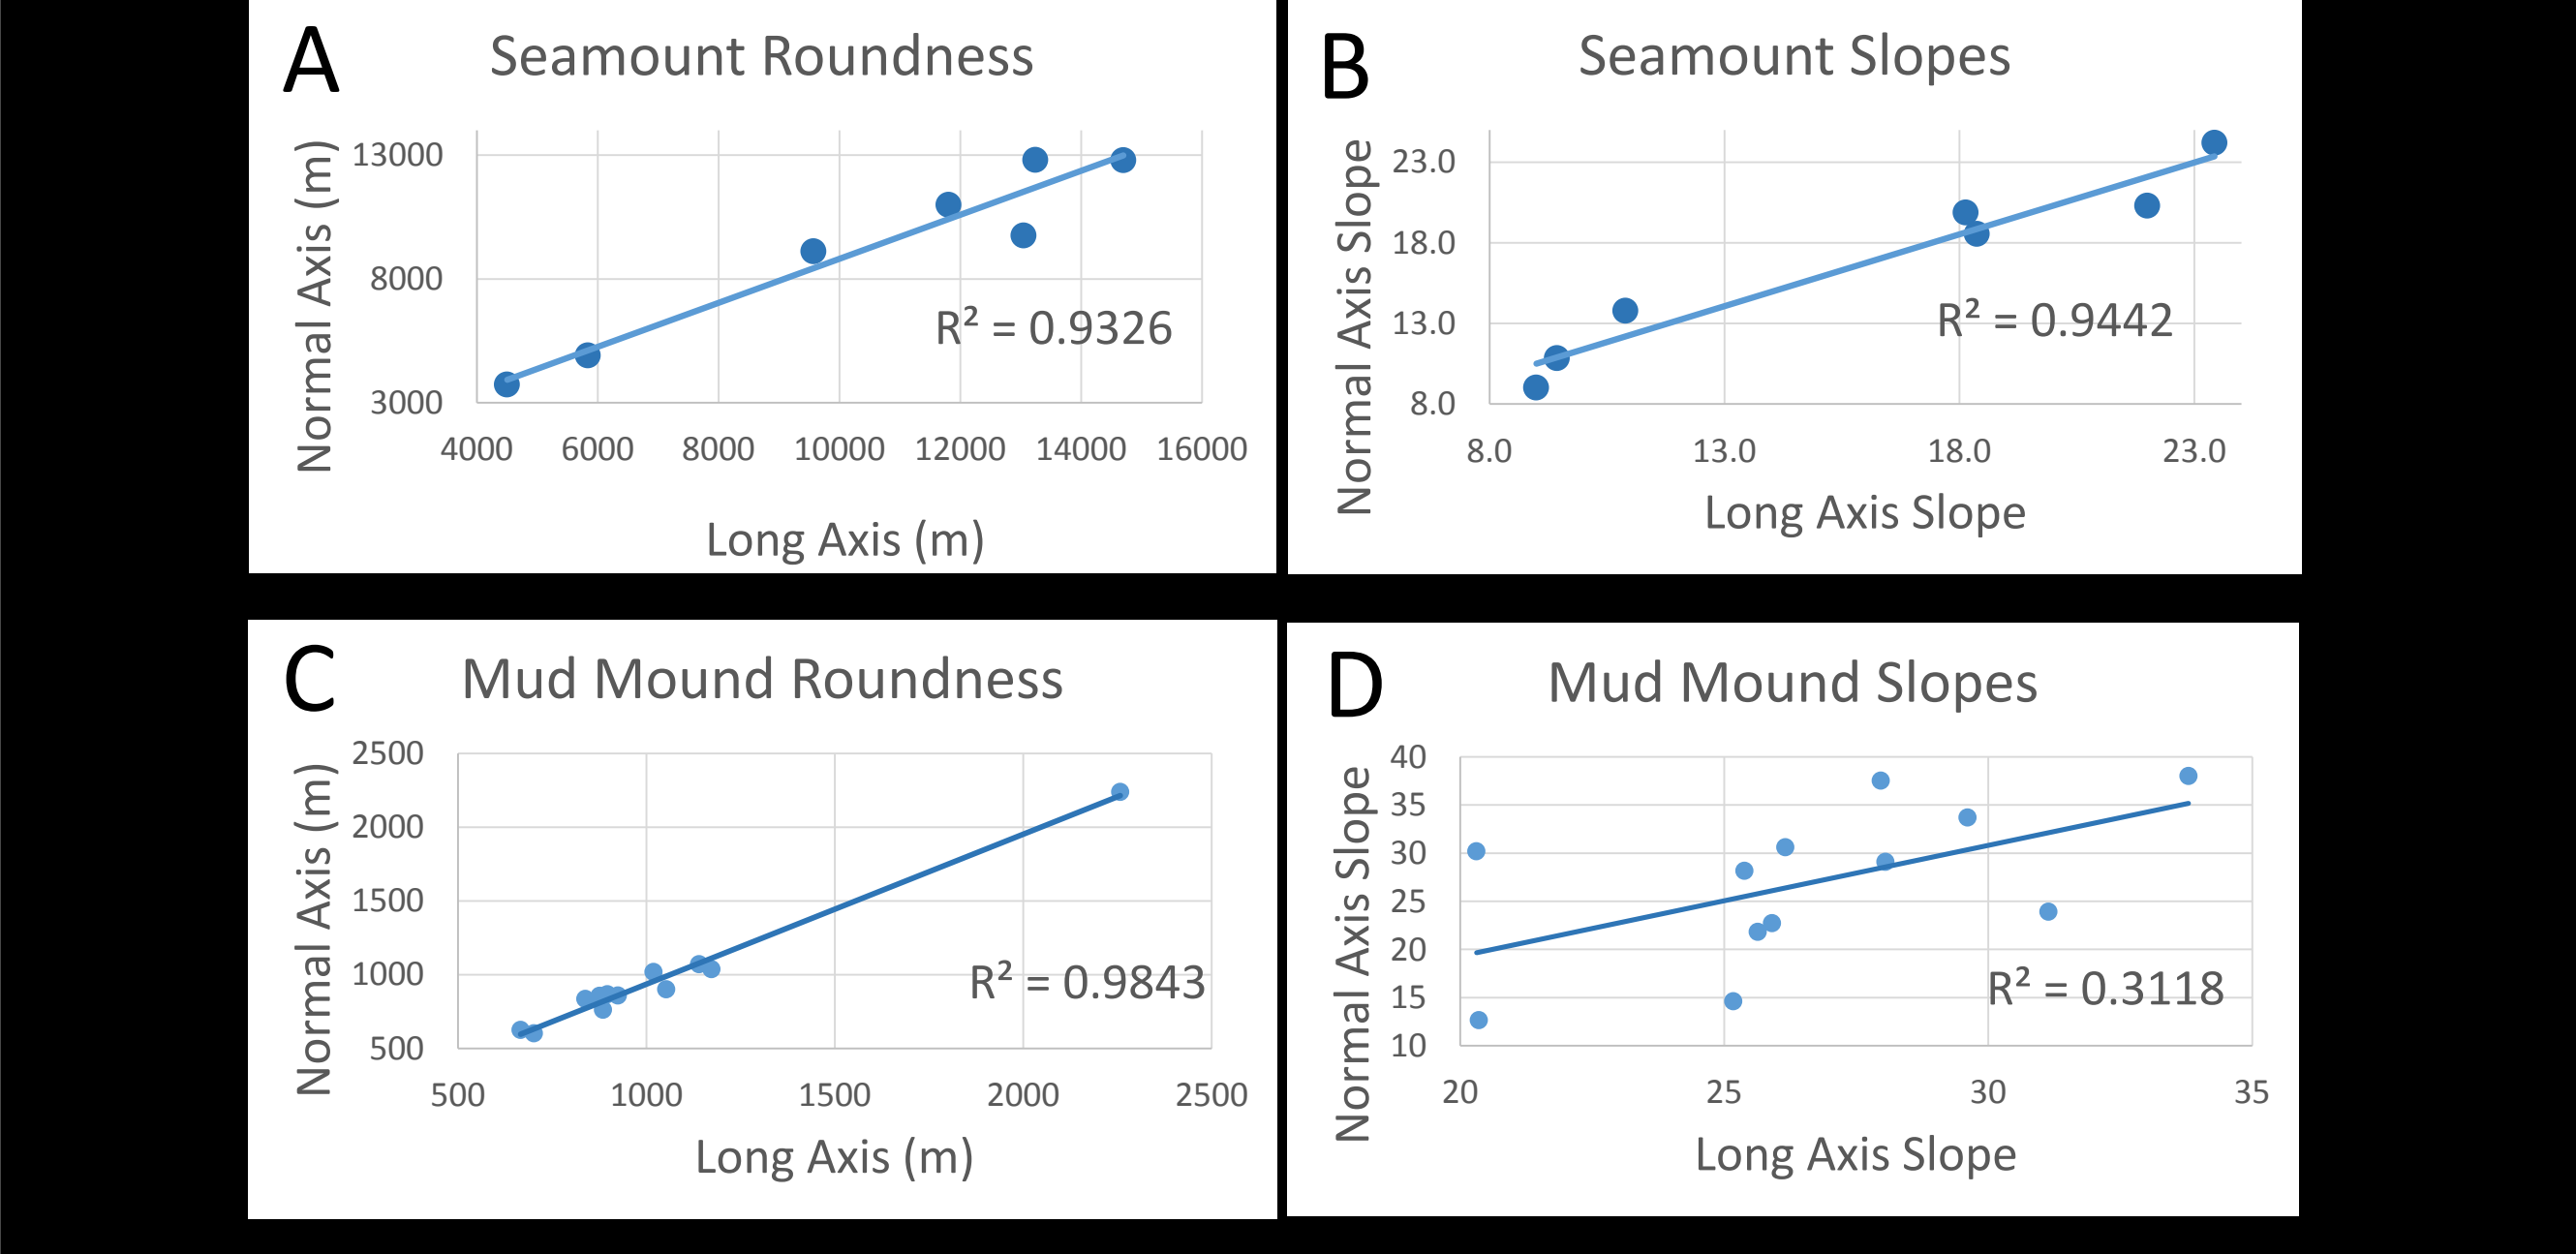 A
Seamount Roundness
Normal Axis (m)
13000
8000
3000
R² = 0.9326
4000 6000 8000 10000 12000 14000 16000
Long Axis (m)
B
Seamount Slopes
Normal Axis Slope
23.0
18.0
13.0
8.0
R² = 0.9442
8.0 13.0 18.0 23.0
Long Axis Slope
C
Mud Mound Roundness
Normal Axis (m)
2500
2000
1500
1000
500
R² = 0.9843
500 1000 1500 2000 2500
Long Axis (m)
D
Mud Mound Slopes
Normal Axis Slope
40
35
30
25
20
15
10
R² = 0.3118
20 25 30 35
Long Axis Slope